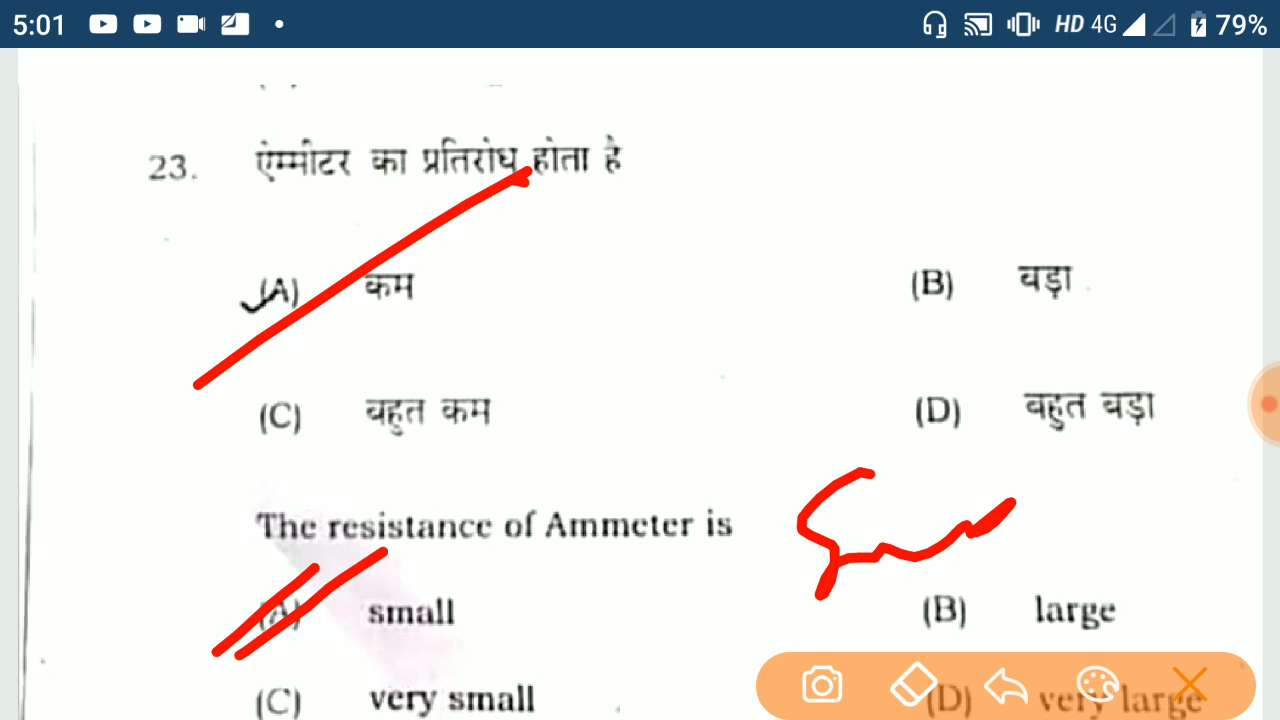 5:01 HD 4G 79%
23. ऐम्मीटर का प्रतिरोध होता है
(A) कम (B) बड़ा
(C) बहुत कम (D) बहुत बड़ा
The resistance of Ammeter is
(A) small (B) large
(C) very small (D) very large